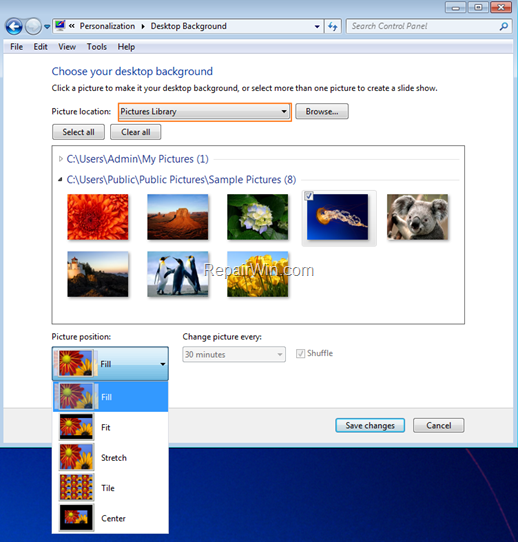 « Personalization ▸ Desktop Background
Search Control Panel
File Edit View Tools Help
Choose your desktop background
Click a picture to make it your desktop background, or select more than one picture to create a slide show.
Picture location: Pictures Library Browse...
Select all Clear all
C:\Users\Admin\My Pictures (1)
C:\Users\Public\Public Pictures\Sample Pictures (8)
RepairWin.com
Picture position: Change picture every:
Fill 30 minutes Shuffle
Fill
Fit
Stretch
Tile
Center
Save changes Cancel